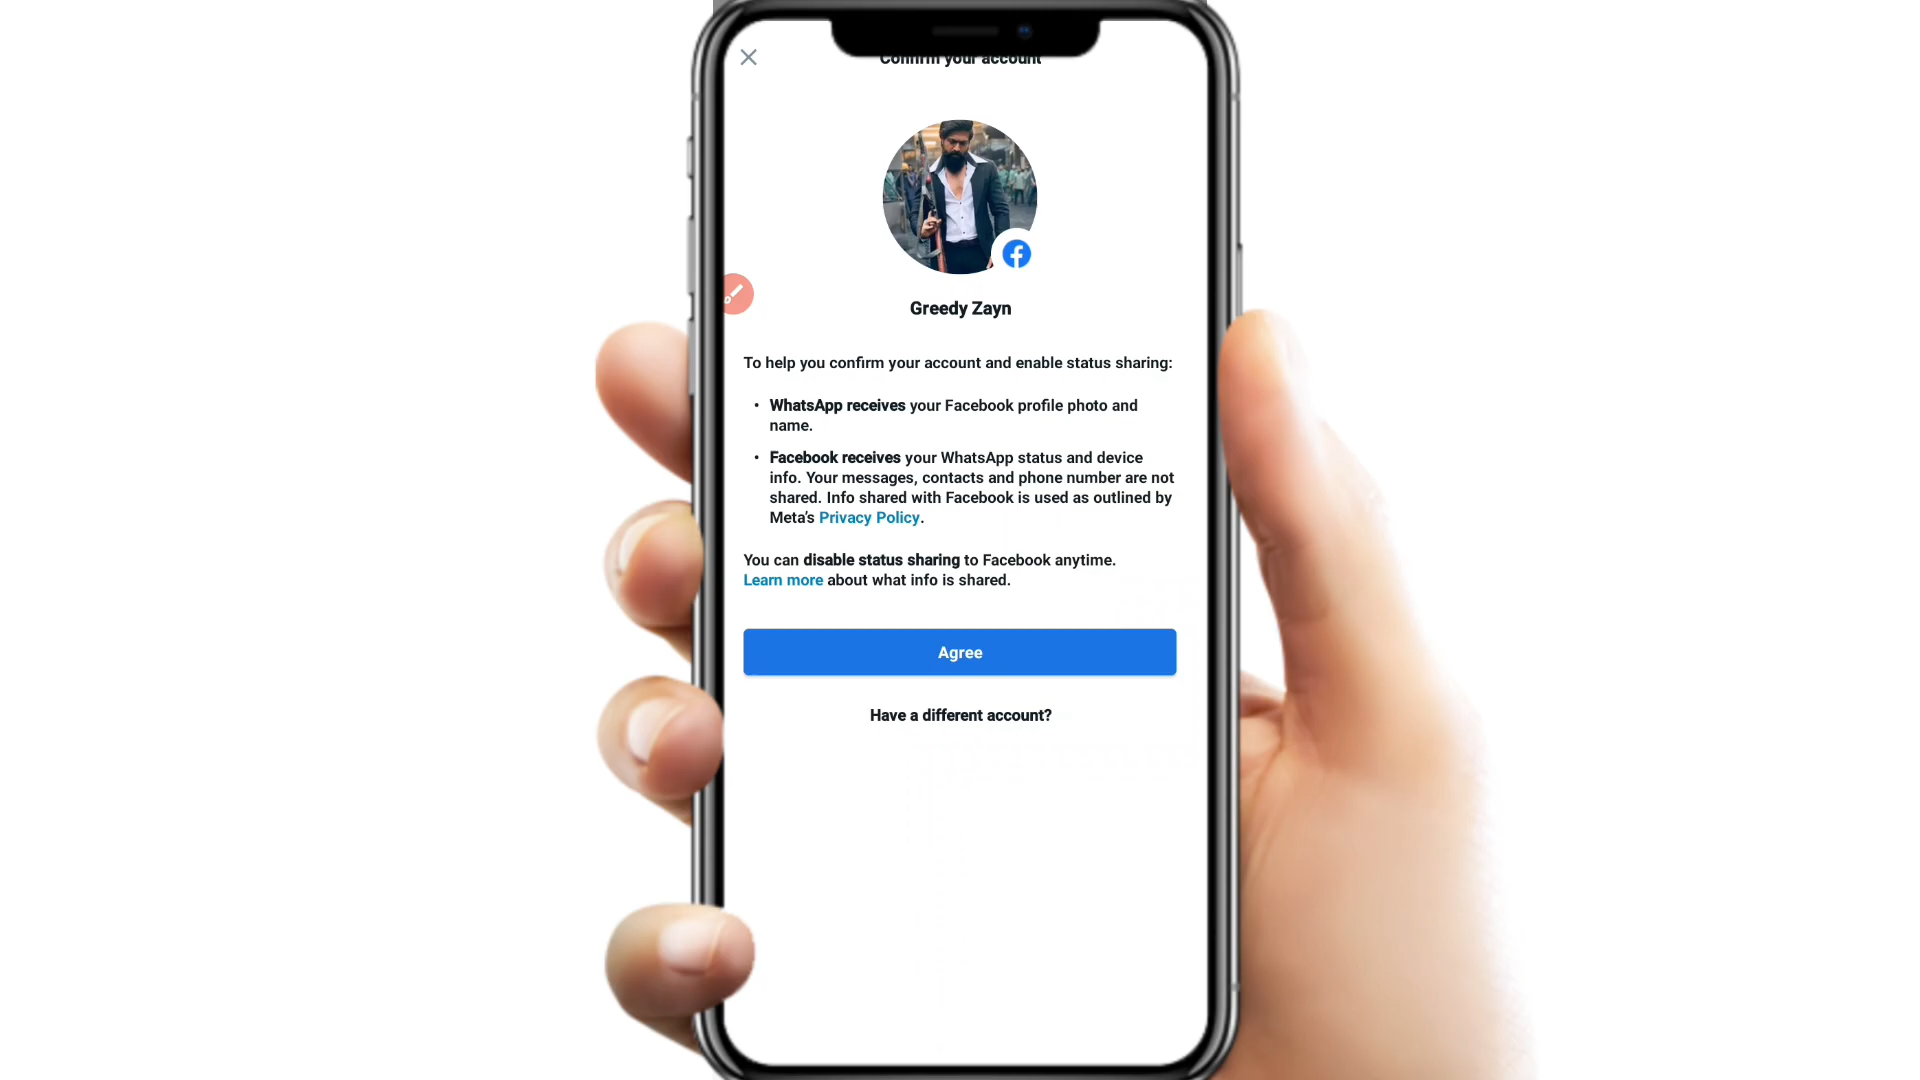 Confirm your account
Greedy Zayn
To help you confirm your account and enable status sharing:
• WhatsApp receives your Facebook profile photo and
name.
• Facebook receives your WhatsApp status and device
info. Your messages, contacts and phone number are not
shared. Info shared with Facebook is used as outlined by
Meta’s Privacy Policy.
You can disable status sharing to Facebook anytime.
Learn more about what info is shared.
Agree
Have a different account?